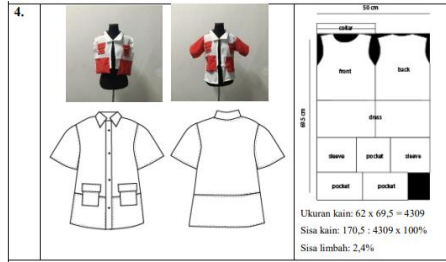 4.
50 cm
collar
69.5 cm
front
back
dress
sleeve
pocket
sleeve
pocket
pocket
Ukuran kain: 62 x 69,5 = 4309
Sisa kain: 170,5 : 4309 x 100%
Sisa limbah: 2,4%